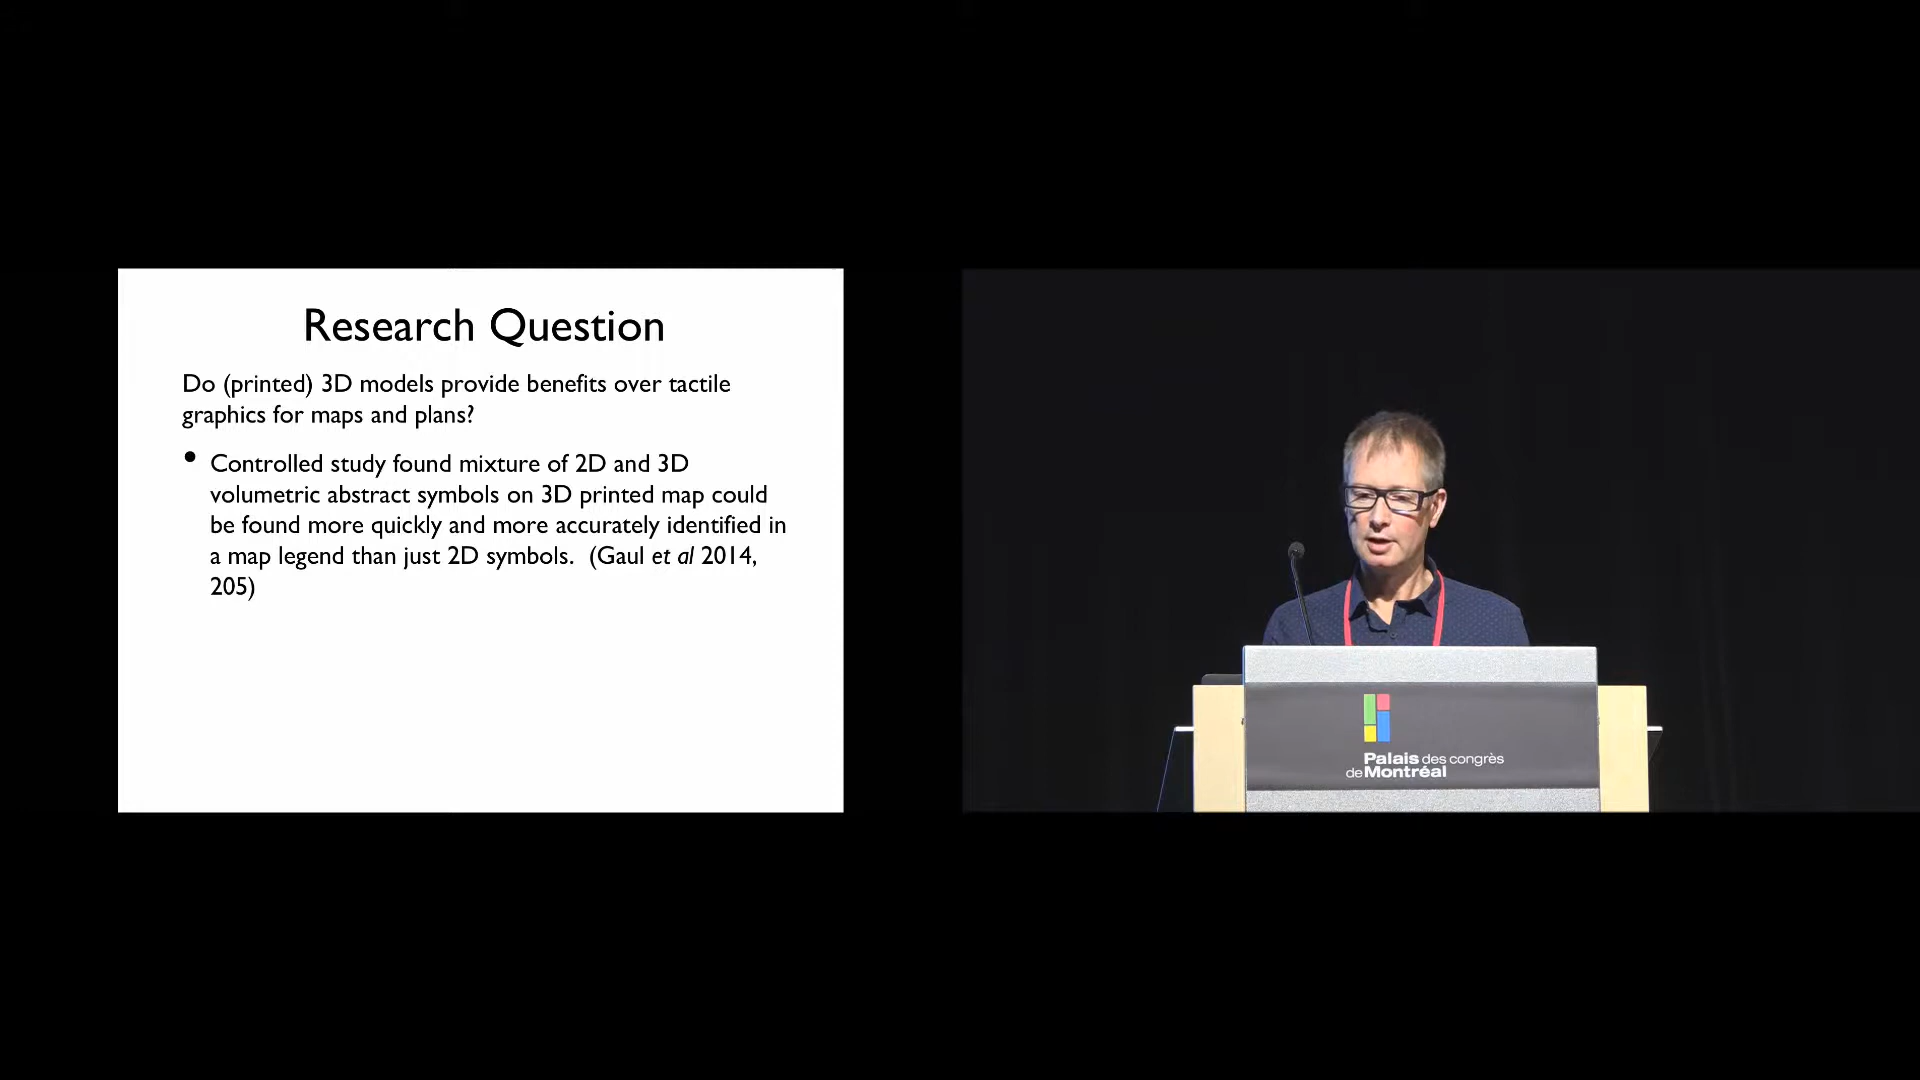 Research Question
Do (printed) 3D models provide benefits over tactile
graphics for maps and plans?
• Controlled study found mixture of 2D and 3D
volumetric abstract symbols on 3D printed map could
be found more quickly and more accurately identified in
a map legend than just 2D symbols. (Gaul et al 2014,
205)
Palais des congrès
de Montréal